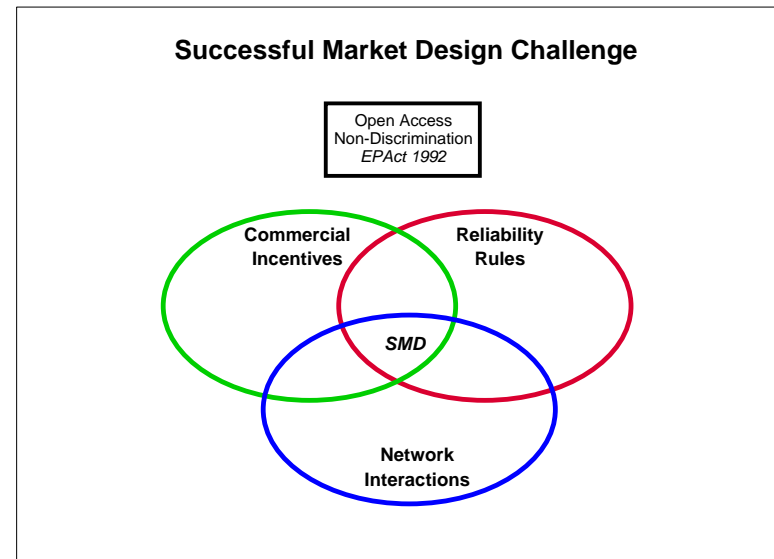 Successful Market Design Challenge
Open Access
Non-Discrimination
EPAct 1992
Commercial
Incentives
Reliability
Rules
SMD
Network
Interactions